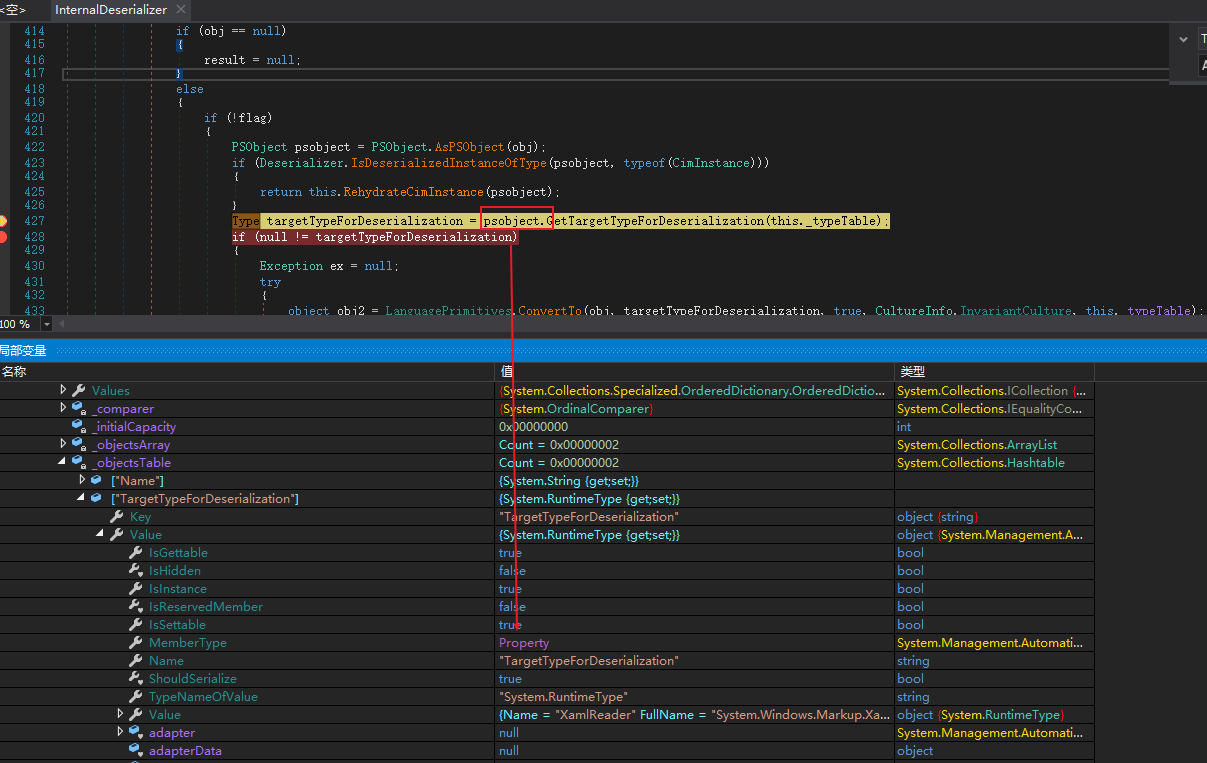 <空> InternalDeserializer ×
414 if (obj == null)
415 {
416 result = null;
417 }
418 else
419 {
420 if (!flag)
421 {
422 PSObject psobject = PSObject.AsPSObject(obj);
423 if (Deserializer.IsDeserializedInstanceOfType(psobject, typeof(CimInstance)))
424 {
425 return this.RehydrateCimInstance(psobject);
426 }
427 Type targetTypeForDeserialization = psobject.GetTargetTypeForDeserialization(this._typeTable);
428 if (null != targetTypeForDeserialization)
429 {
430 Exception ex = null;
431 try
432 {
433 object obj2 = LanguagePrimitives.ConvertTo(obj, targetTypeForDeserialization, true, CultureInfo.InvariantCulture, this._typeTable);
100 %
局部变量
名称 值 类型
Values {System.Collections.Specialized.OrderedDictionary.OrderedDictio... System.Collections.ICollection {...
_comparer {System.OrdinalComparer} System.Collections.IEqualityCo...
_initialCapacity 0x00000000 int
_objectsArray Count = 0x00000002 System.Collections.ArrayList
_objectsTable Count = 0x00000002 System.Collections.Hashtable
["Name"] {System.String {get;set;}}
["TargetTypeForDeserialization"] {System.RuntimeType {get;set;}}
Key "TargetTypeForDeserialization" object {string}
Value {System.RuntimeType {get;set;}} object {System.Management.A...
IsGettable true bool
IsHidden false bool
IsInstance true bool
IsReservedMember false bool
IsSettable true bool
MemberType Property System.Management.Automati...
Name "TargetTypeForDeserialization" string
ShouldSerialize true bool
TypeNameOfValue "System.RuntimeType" string
Value {Name = "XamlReader" FullName = "System.Windows.Markup.Xa... object {System.RuntimeType}
adapter null System.Management.Automati...
adapterData null object